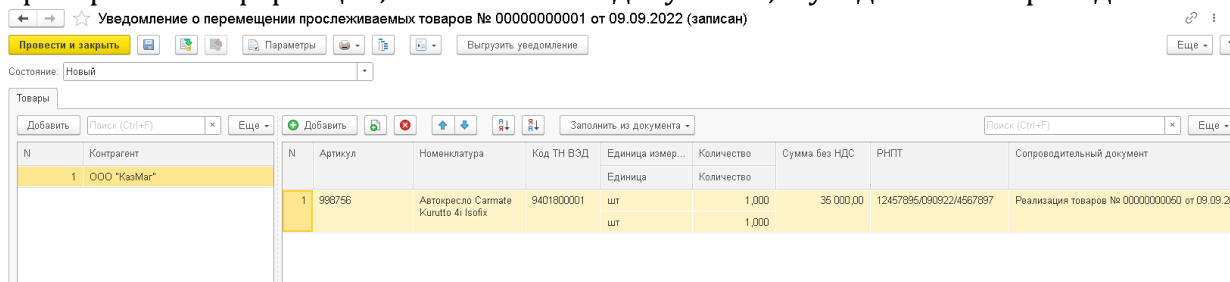 Уведомление о перемещении прослеживаемых товаров № 00000000001 от 09.09.2022 (записан)
Провести и закрыть Параметры Выгрузить уведомление Еще
Состояние: Новый
Товары
Добавить Поиск (Ctrl+F) × Еще Добавить Заполнить из документа Поиск (Ctrl+F) × Еще
N Контрагент N Артикул Номенклатура Код ТН ВЭД Единица измер... Количество Сумма без НДС РНПТ Сопроводительный документ
Единица Количество
1 ООО "КазМаг" 1 998756 Автокресло Carmate 9401800001 шт 1,000 35 000,00 12457895/090922/4567897 Реализация товаров № 00000000050 от 09.09.20
Kurutto 4i Isofix
шт 1,000